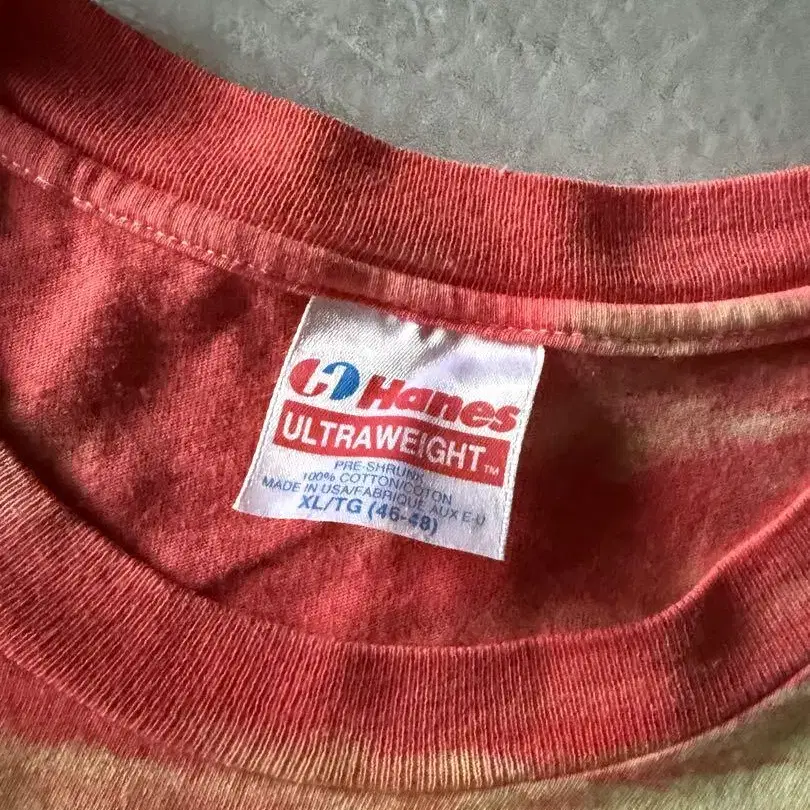 Hanes
ULTRAWEIGHT™
PRE-SHRUNK
100% COTTON/COTON
MADE IN USA/FABRIQUE AUX E-U
XL/TG (46-48)